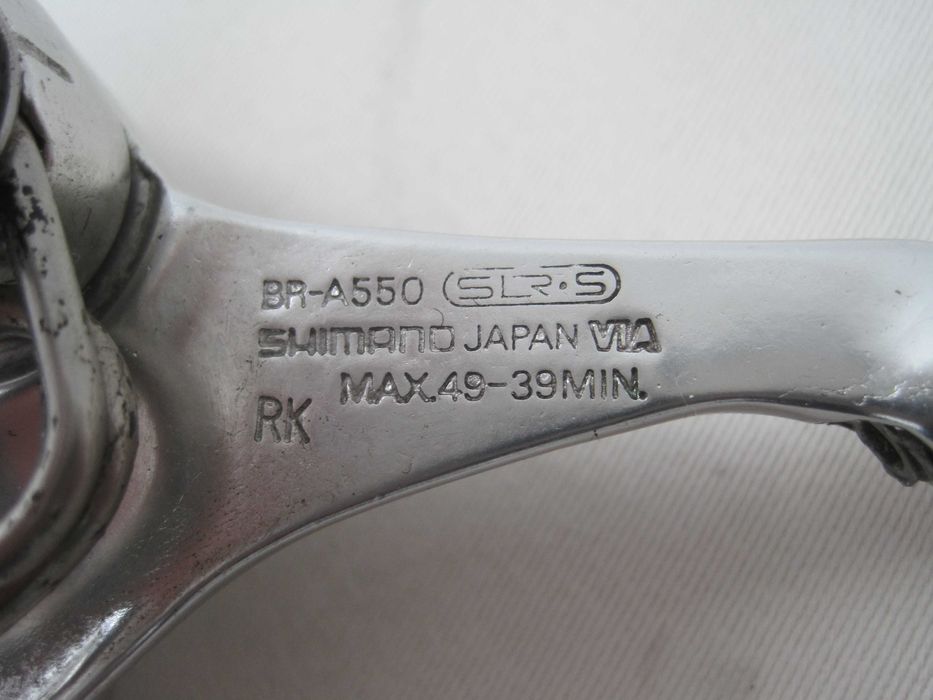 BR-A550 SLR·S
SHIMANO JAPAN VIA
MAX.49-39MIN.
RK